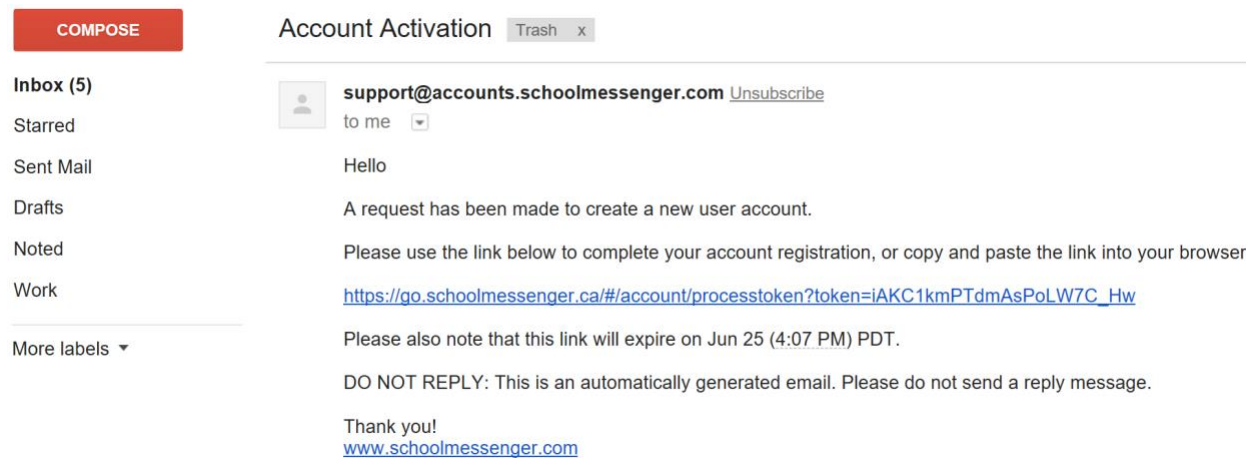 COMPOSE
Account Activation Trash x
Inbox (5)
Starred
Sent Mail
Drafts
Noted
Work
More labels
support@accounts.schoolmessenger.com Unsubscribe
to me
Hello
A request has been made to create a new user account.
Please use the link below to complete your account registration, or copy and paste the link into your browser
https://go.schoolmessenger.ca/#/account/processtoken?token=iAKC1kmPTdmAsPoLW7C_Hw
Please also note that this link will expire on Jun 25 (4:07 PM) PDT.
DO NOT REPLY: This is an automatically generated email. Please do not send a reply message.
Thank you!
www.schoolmessenger.com